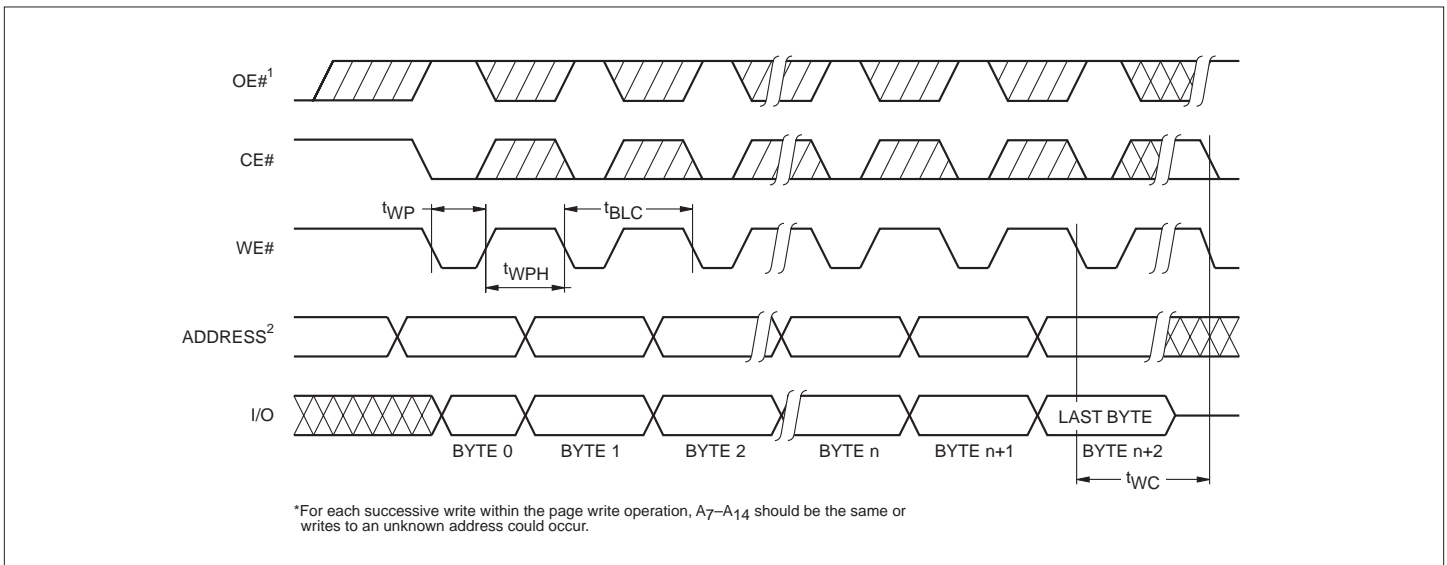 OE#1
CE#
tWP
tBLC
WE#
tWPH
ADDRESS2
I/O
LAST BYTE
BYTE 0 BYTE 1 BYTE 2 BYTE n BYTE n+1 BYTE n+2
tWC
*For each successive write within the page write operation, A7–A14 should be the same or
writes to an unknown address could occur.